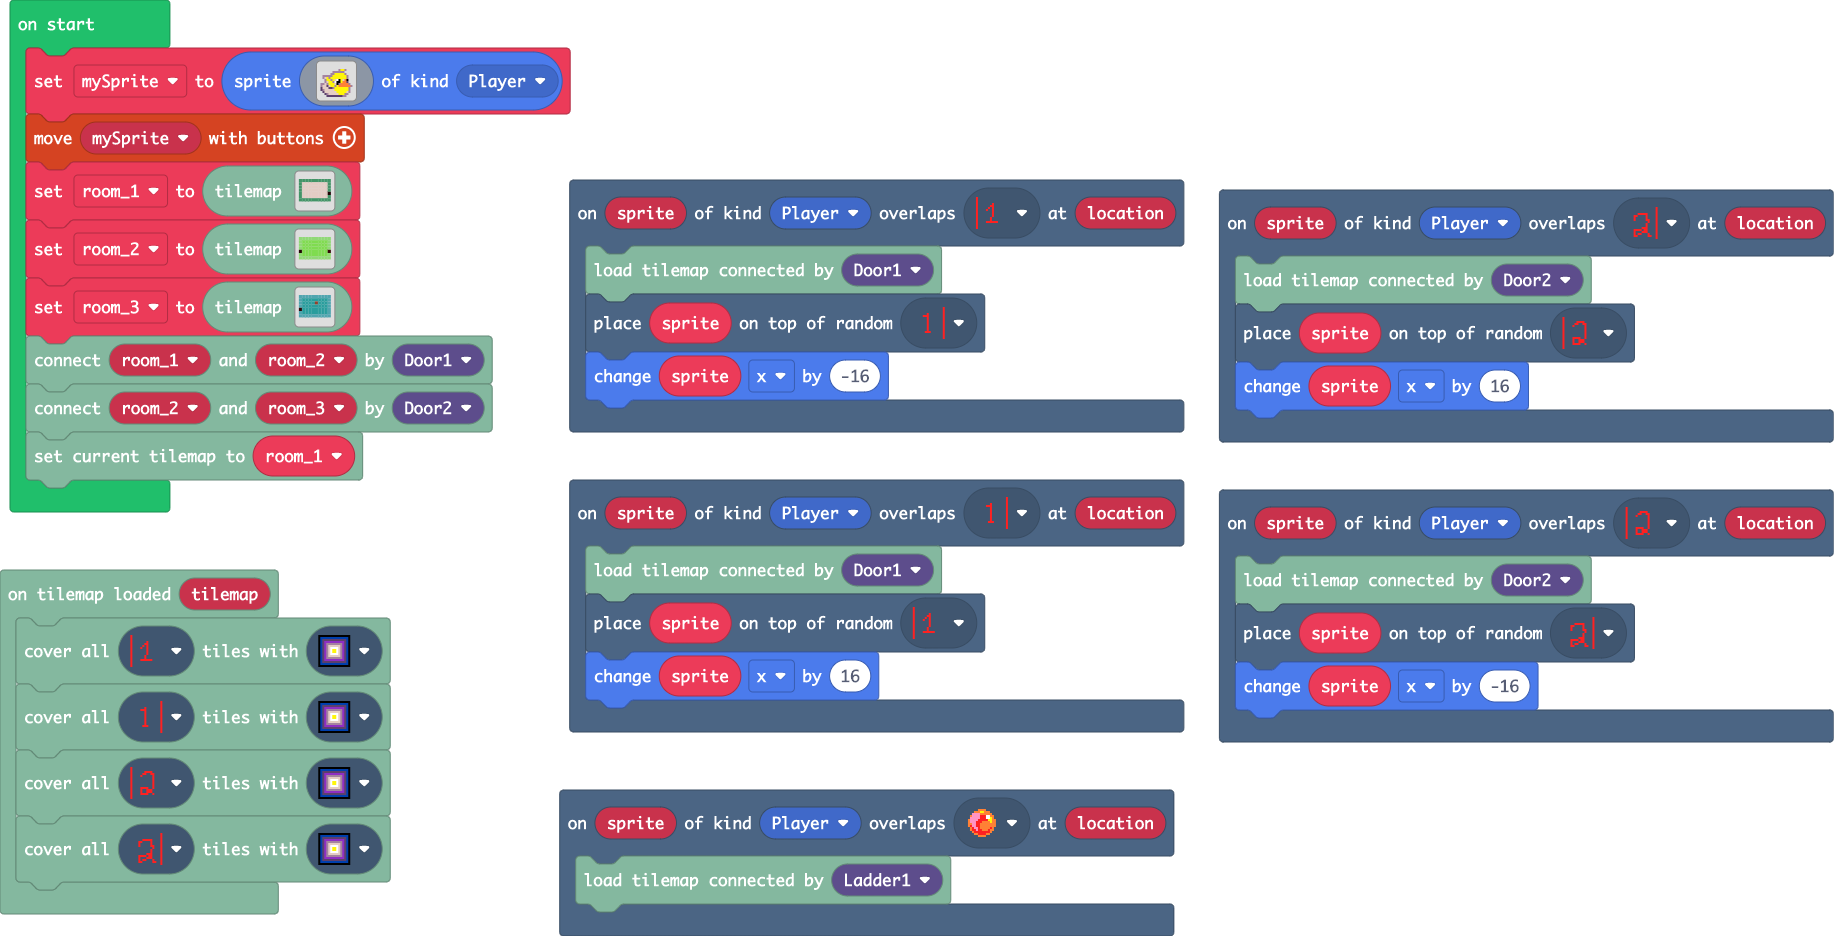 on start
set mySprite to sprite of kind Player
move mySprite with buttons
set room_1 to tilemap
set room_2 to tilemap
set room_3 to tilemap
connect room_1 and room_2 by Door1
connect room_2 and room_3 by Door2
set current tilemap to room_1
on tilemap loaded tilemap
cover all |1 tiles with
cover all 1| tiles with
cover all |2 tiles with
cover all 2| tiles with
on sprite of kind Player overlaps |1 at location
load tilemap connected by Door1
place sprite on top of random 1|
change sprite x by -16
on sprite of kind Player overlaps 1| at location
load tilemap connected by Door1
place sprite on top of random |1
change sprite x by 16
on sprite of kind Player overlaps at location
load tilemap connected by Ladder1
on sprite of kind Player overlaps 2| at location
load tilemap connected by Door2
place sprite on top of random |2
change sprite x by 16
on sprite of kind Player overlaps |2 at location
load tilemap connected by Door2
place sprite on top of random 2|
change sprite x by -16